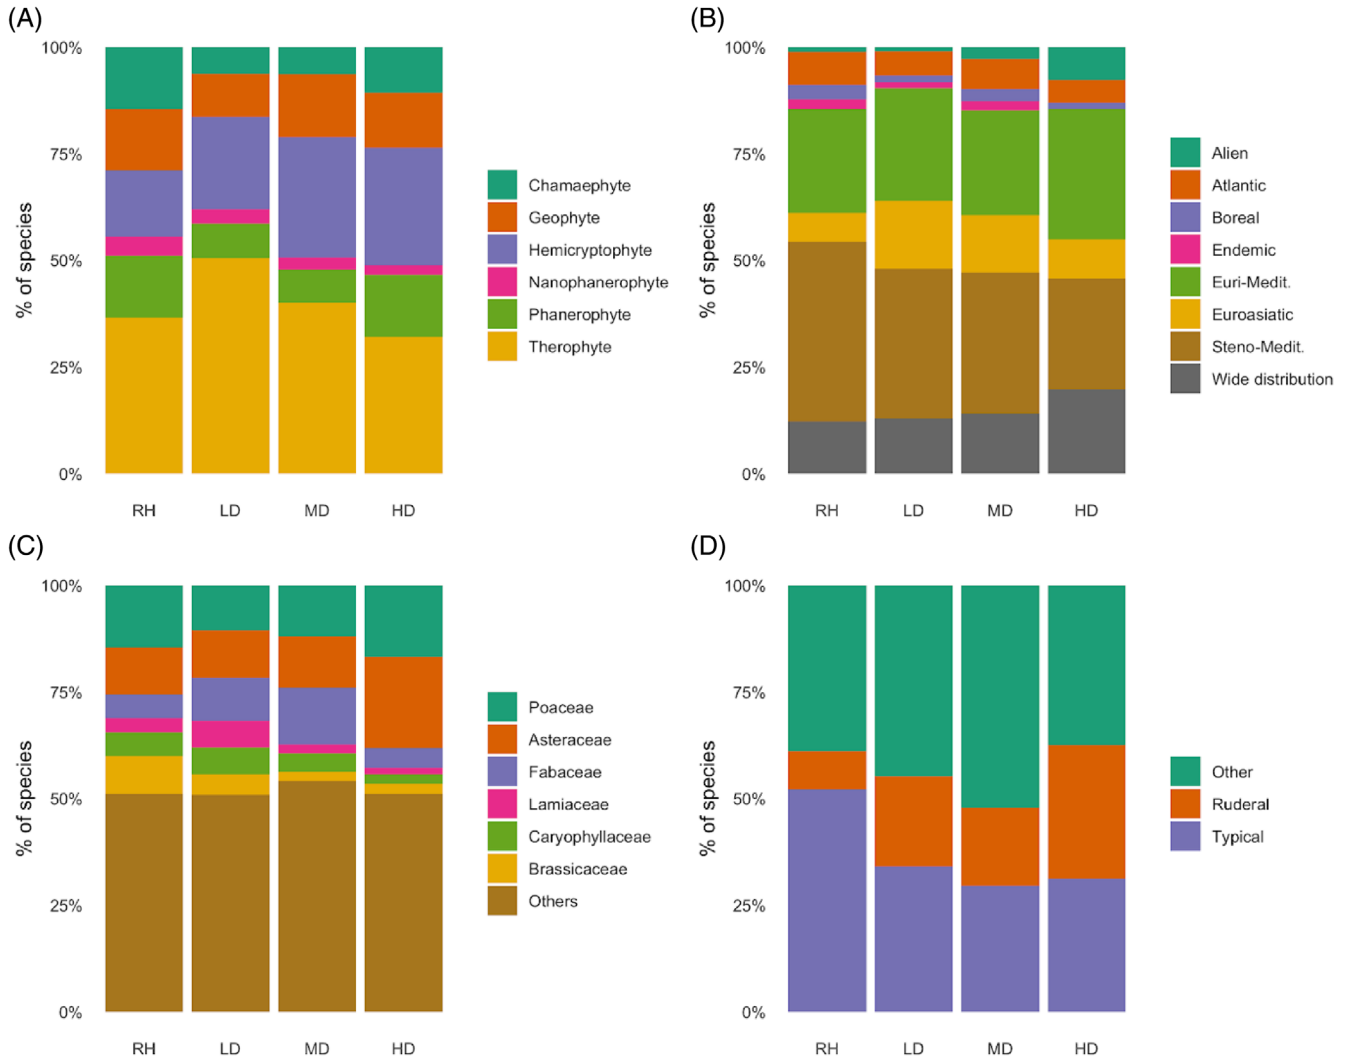 (A)
100%
75%
50%
25%
0%
% of species
RH LD MD HD
Chamaephyte
Geophyte
Hemicryptophyte
Nanophanerophyte
Phanerophyte
Therophyte
(B)
100%
75%
50%
25%
0%
% of species
RH LD MD HD
Alien
Atlantic
Boreal
Endemic
Euri-Medit.
Euroasiatic
Steno-Medit.
Wide distribution
(C)
100%
75%
50%
25%
0%
% of species
RH LD MD HD
Poaceae
Asteraceae
Fabaceae
Lamiaceae
Caryophyllaceae
Brassicaceae
Others
(D)
100%
75%
50%
25%
0%
% of species
RH LD MD HD
Other
Ruderal
Typical